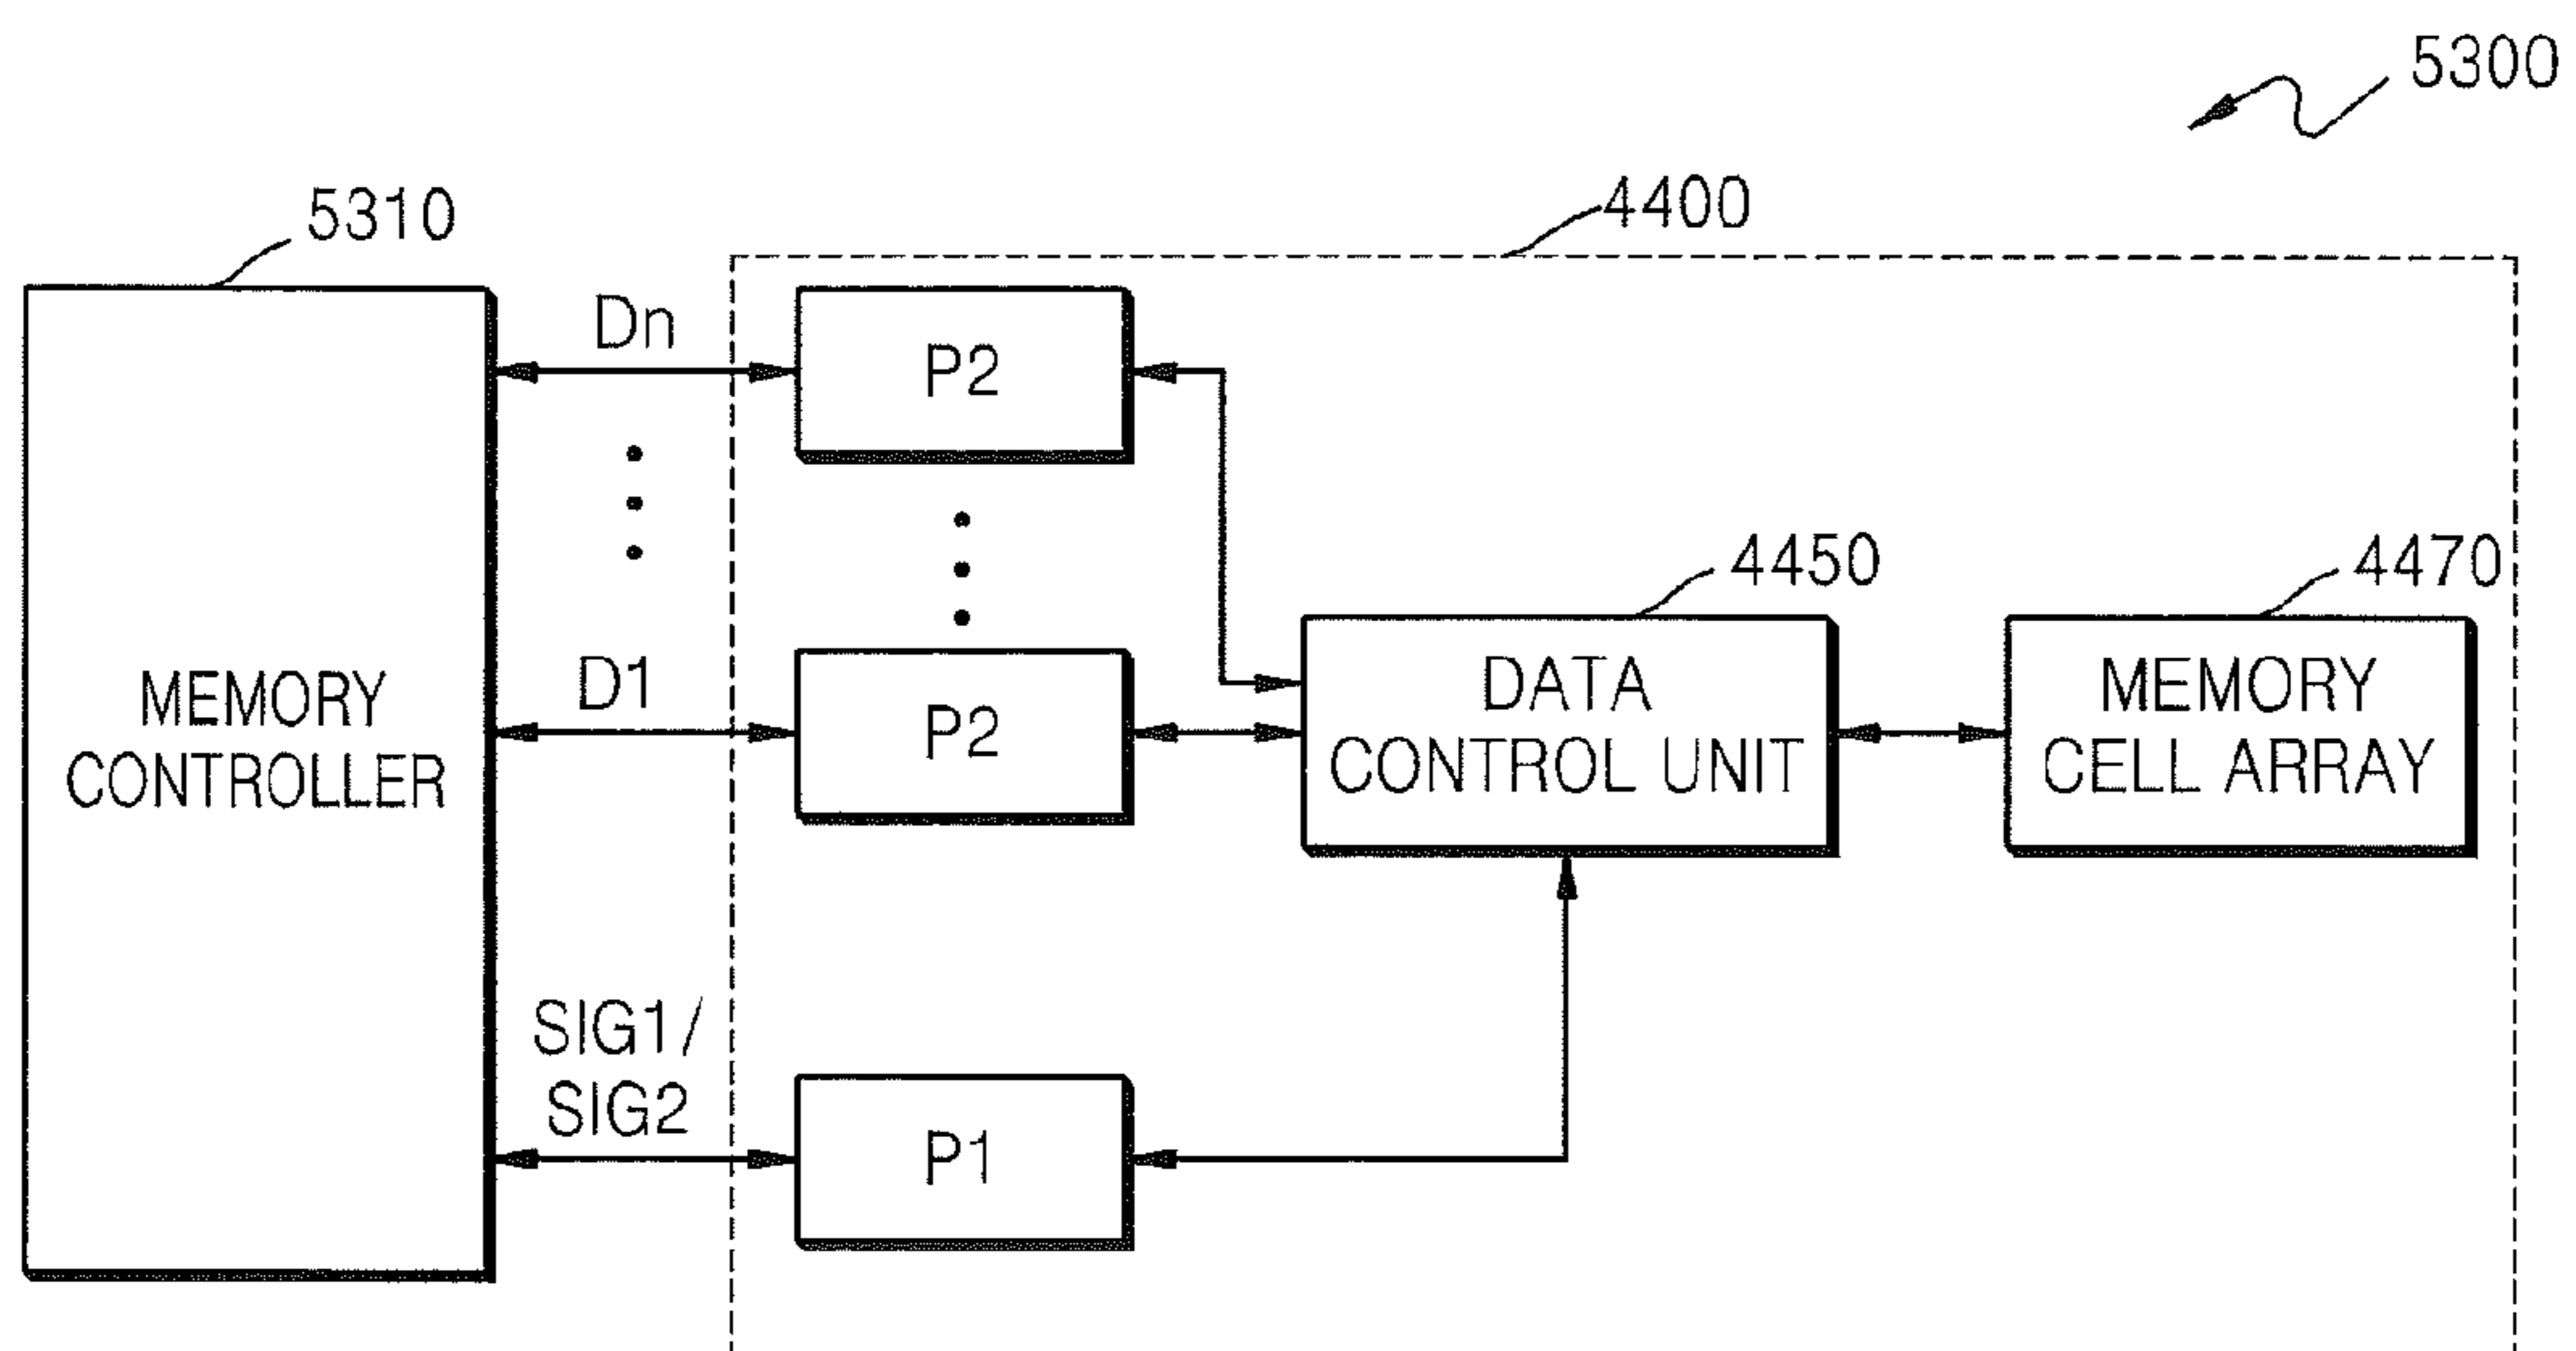 5300
4400
5310
Dn
P2
4450
4470
MEMORY
CONTROLLER
D1
P2
DATA
CONTROL UNIT
MEMORY
CELL ARRAY
SIG1/
SIG2
P1